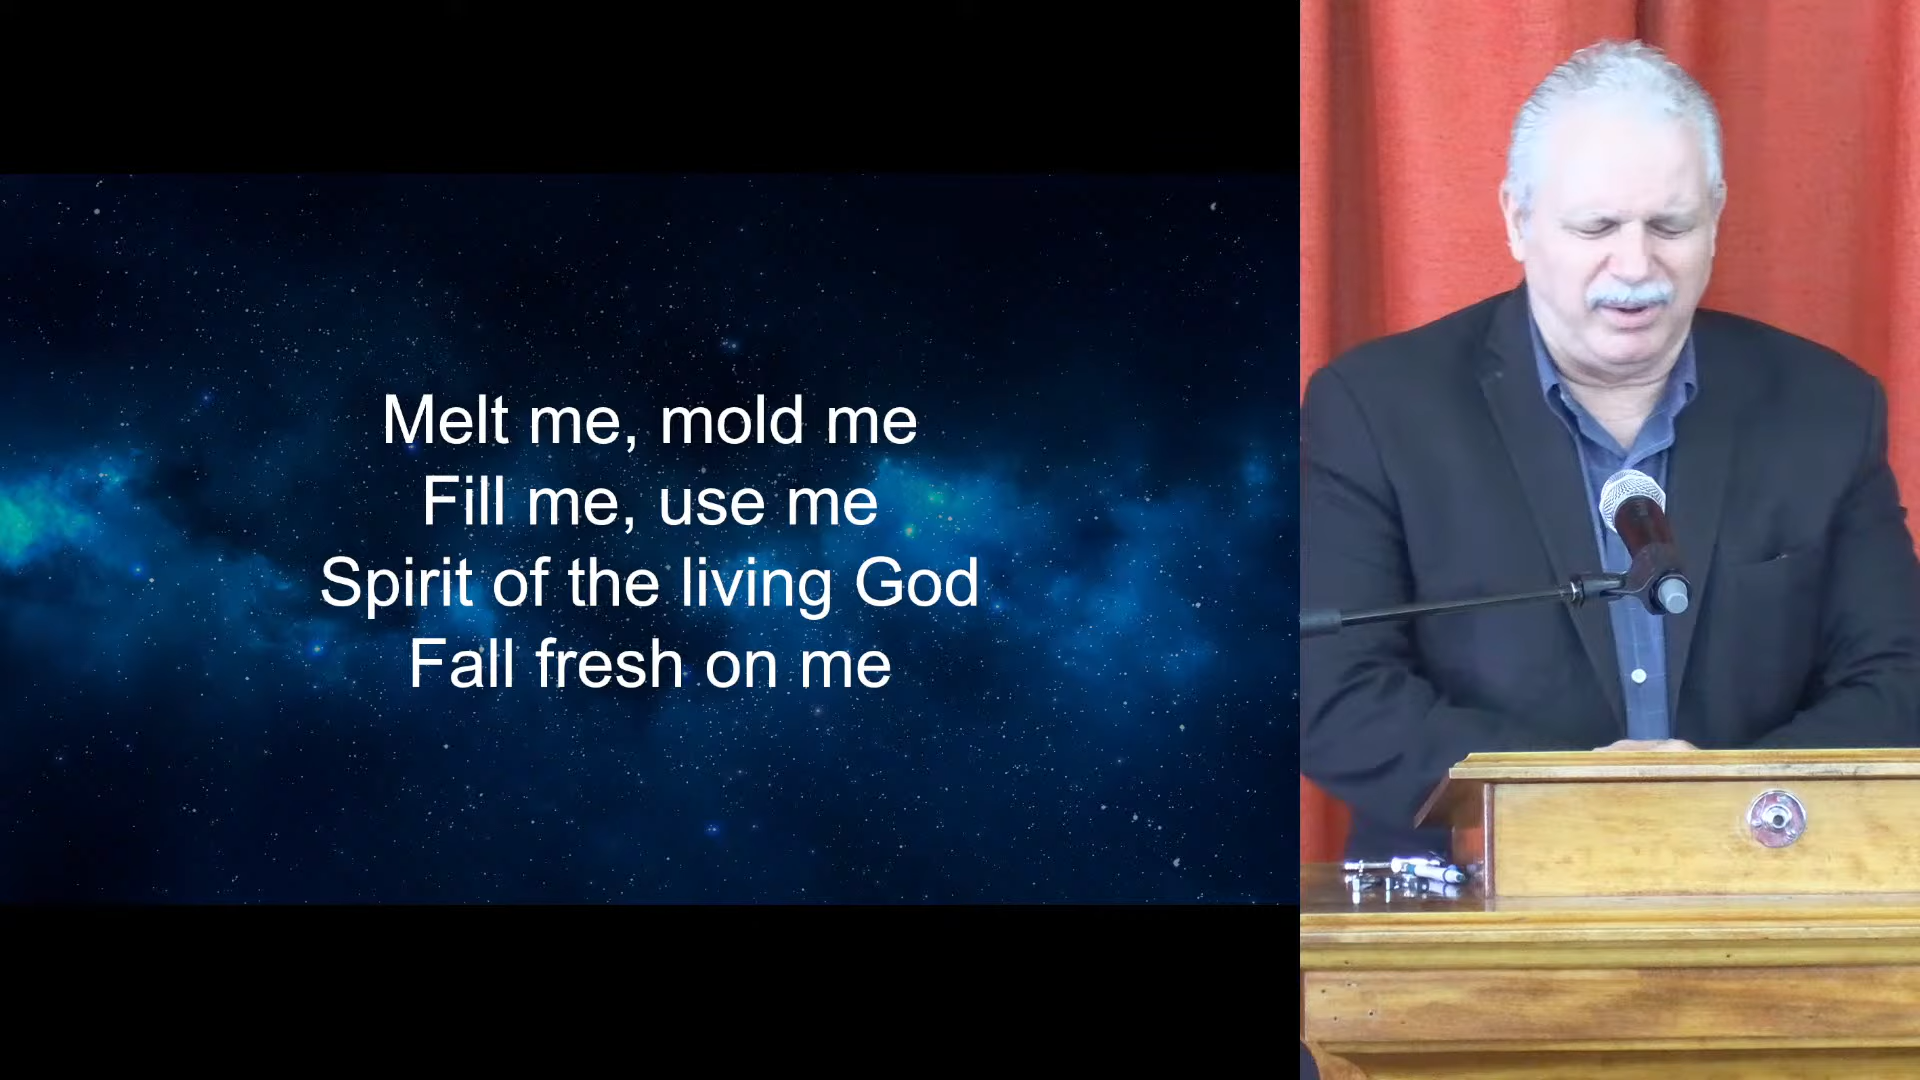 Melt me, mold me
Fill me, use me
Spirit of the living God
Fall fresh on me